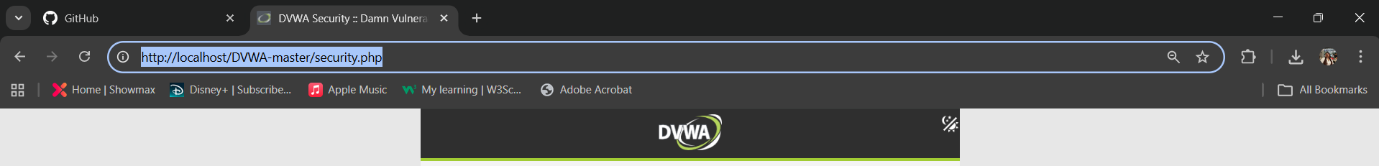 GitHub
DVWA Security :: Damn Vulnera
http://localhost/DVWA-master/security.php
Home | Showmax
Disney+ | Subscribe...
Apple Music
My learning | W3Sc...
Adobe Acrobat
All Bookmarks
DVWA